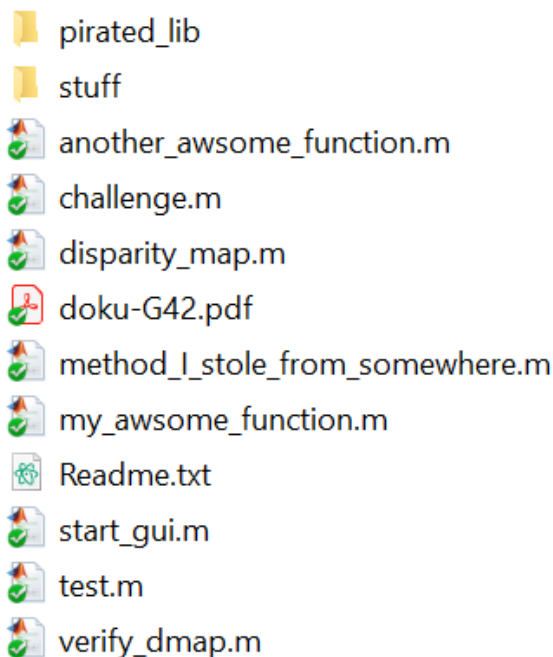 pirated_lib
stuff
another_awsome_function.m
challenge.m
disparity_map.m
doku-G42.pdf
method_I_stole_from_somewhere.m
my_awsome_function.m
Readme.txt
start_gui.m
test.m
verify_dmap.m